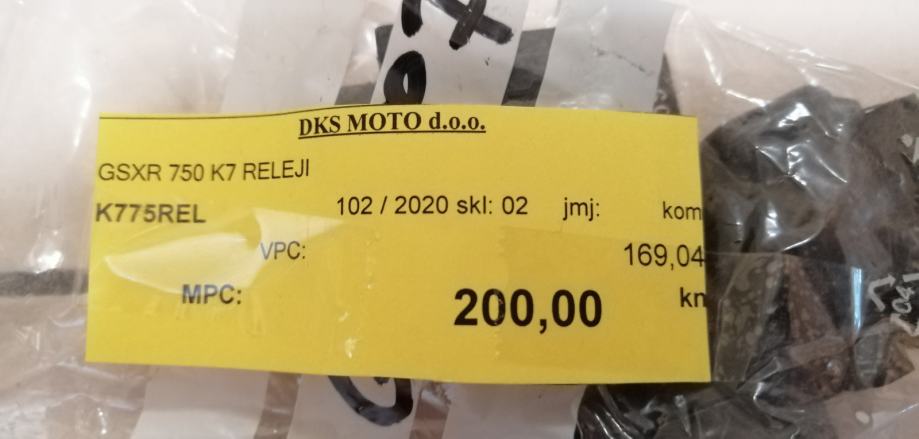 DKS MOTO d.o.o.
GSXR 750 K7 RELEJI
K775REL 102 / 2020 skl: 02 jmj: kom
VPC: 169,04
MPC: 200,00 kn